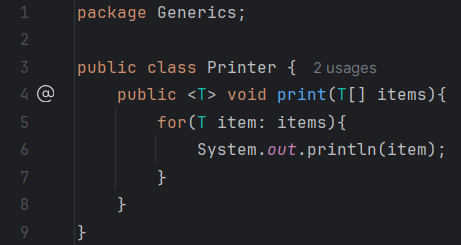 1 package Generics;
2
3 public class Printer { 2 usages
4 @ public <T> void print(T[] items){
5 for(T item: items){
6 System.out.println(item);
7 }
8 }
9 }